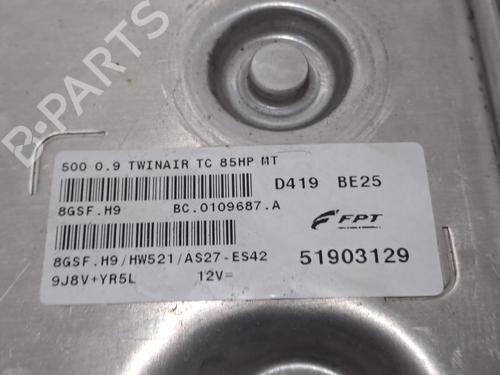 B-PARTS
500 0.9 TWINAIR TC 85HP MT
D419 BE25
8GSF.H9 BC.0109687.A
FPT
8GSF.H9/HW521/AS27-ES42
51903129
9J8V+YR5L 12V=